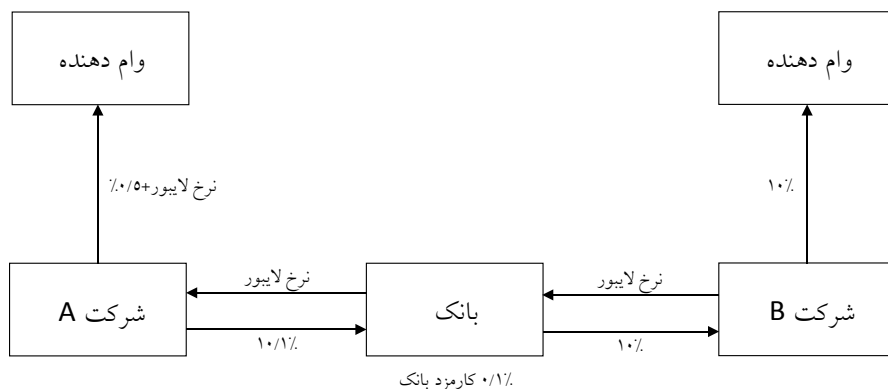 وام دهنده
وام دهنده
نرخ لایبور+۰/۵٪
۱۰٪
نرخ لایبور
نرخ لایبور
شرکت A
بانک
شرکت B
۱۰/۱٪
۱۰٪
۰/۱٪ کارمزد بانک